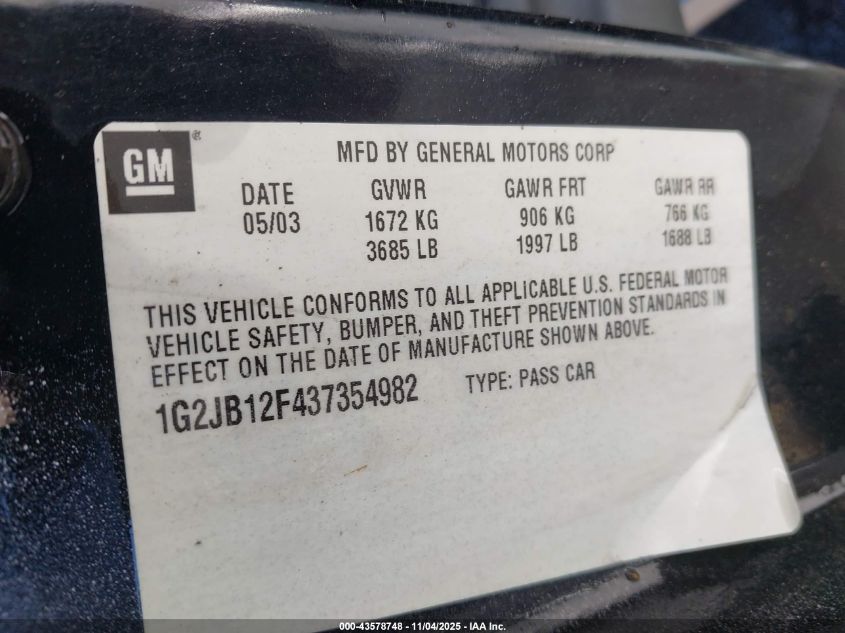 GM
MFD BY GENERAL MOTORS CORP
DATE GVWR GAWR FRT GAWR RR
05/03 1672 KG 906 KG 766 KG
3685 LB 1997 LB 1688 LB
THIS VEHICLE CONFORMS TO ALL APPLICABLE U.S. FEDERAL MOTOR
VEHICLE SAFETY, BUMPER, AND THEFT PREVENTION STANDARDS IN
EFFECT ON THE DATE OF MANUFACTURE SHOWN ABOVE.
1G2JB12F437354982 TYPE: PASS CAR
000-43578748 — 11/04/2025 — IAA Inc.